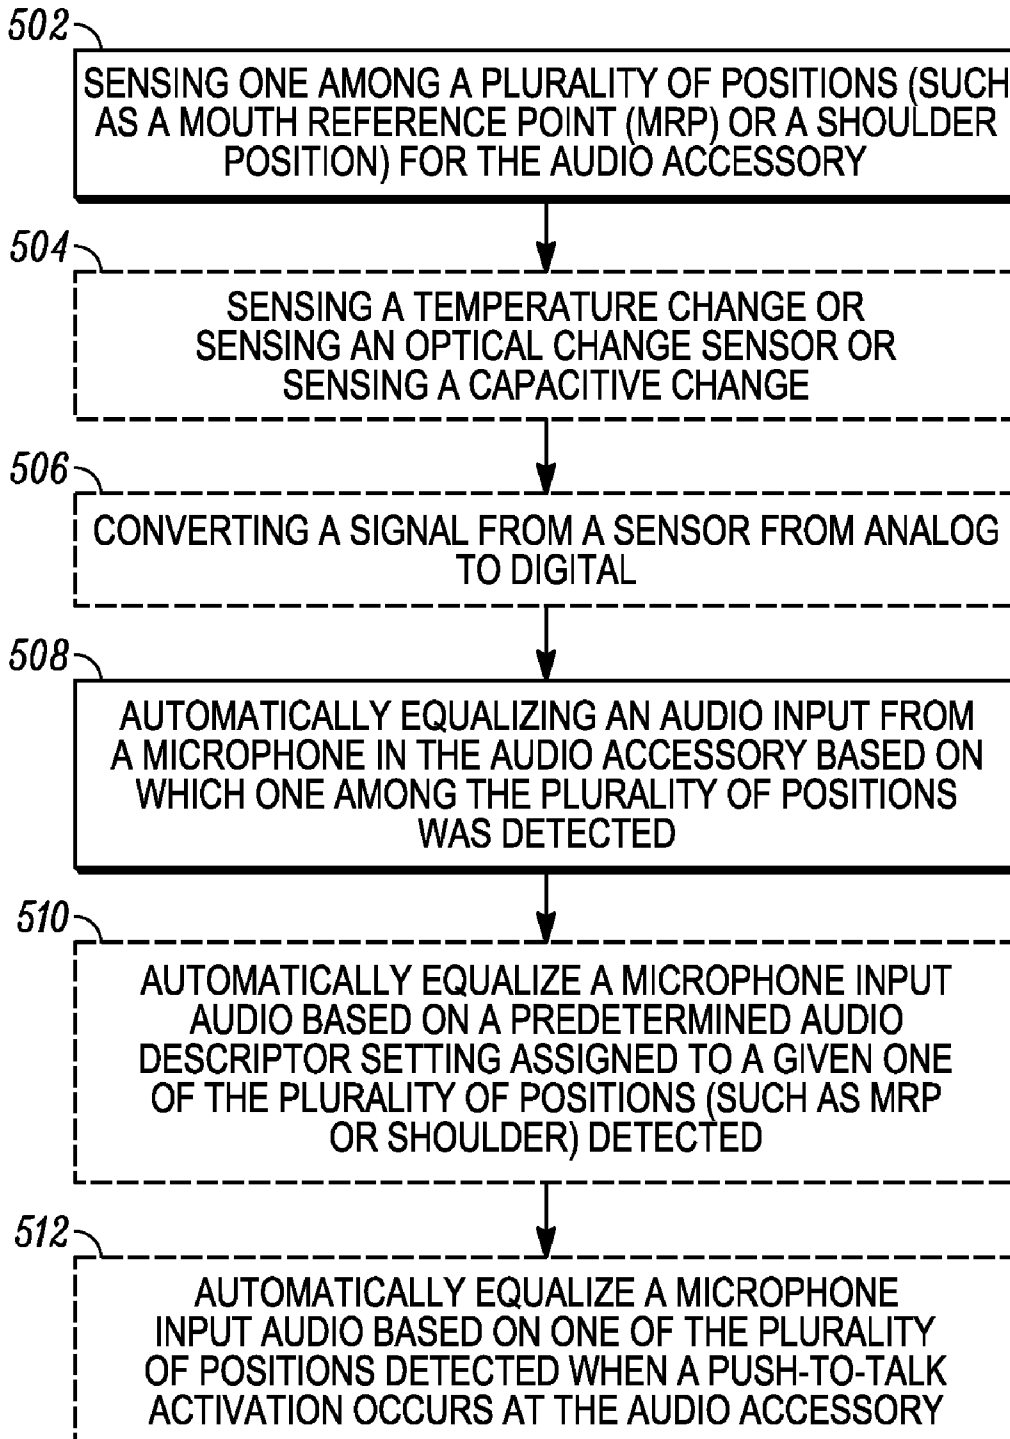 502
SENSING ONE AMONG A PLURALITY OF POSITIONS (SUCH
AS A MOUTH REFERENCE POINT (MRP) OR A SHOULDER
POSITION) FOR THE AUDIO ACCESSORY
504
SENSING A TEMPERATURE CHANGE OR
SENSING AN OPTICAL CHANGE SENSOR OR
SENSING A CAPACITIVE CHANGE
506
CONVERTING A SIGNAL FROM A SENSOR FROM ANALOG
TO DIGITAL
508
AUTOMATICALLY EQUALIZING AN AUDIO INPUT FROM
A MICROPHONE IN THE AUDIO ACCESSORY BASED ON
WHICH ONE AMONG THE PLURALITY OF POSITIONS
WAS DETECTED
510
AUTOMATICALLY EQUALIZE A MICROPHONE INPUT
AUDIO BASED ON A PREDETERMINED AUDIO
DESCRIPTOR SETTING ASSIGNED TO A GIVEN ONE
OF THE PLURALITY OF POSITIONS (SUCH AS MRP
OR SHOULDER) DETECTED
512
AUTOMATICALLY EQUALIZE A MICROPHONE
INPUT AUDIO BASED ON ONE OF THE PLURALITY
OF POSITIONS DETECTED WHEN A PUSH-TO-TALK
ACTIVATION OCCURS AT THE AUDIO ACCESSORY